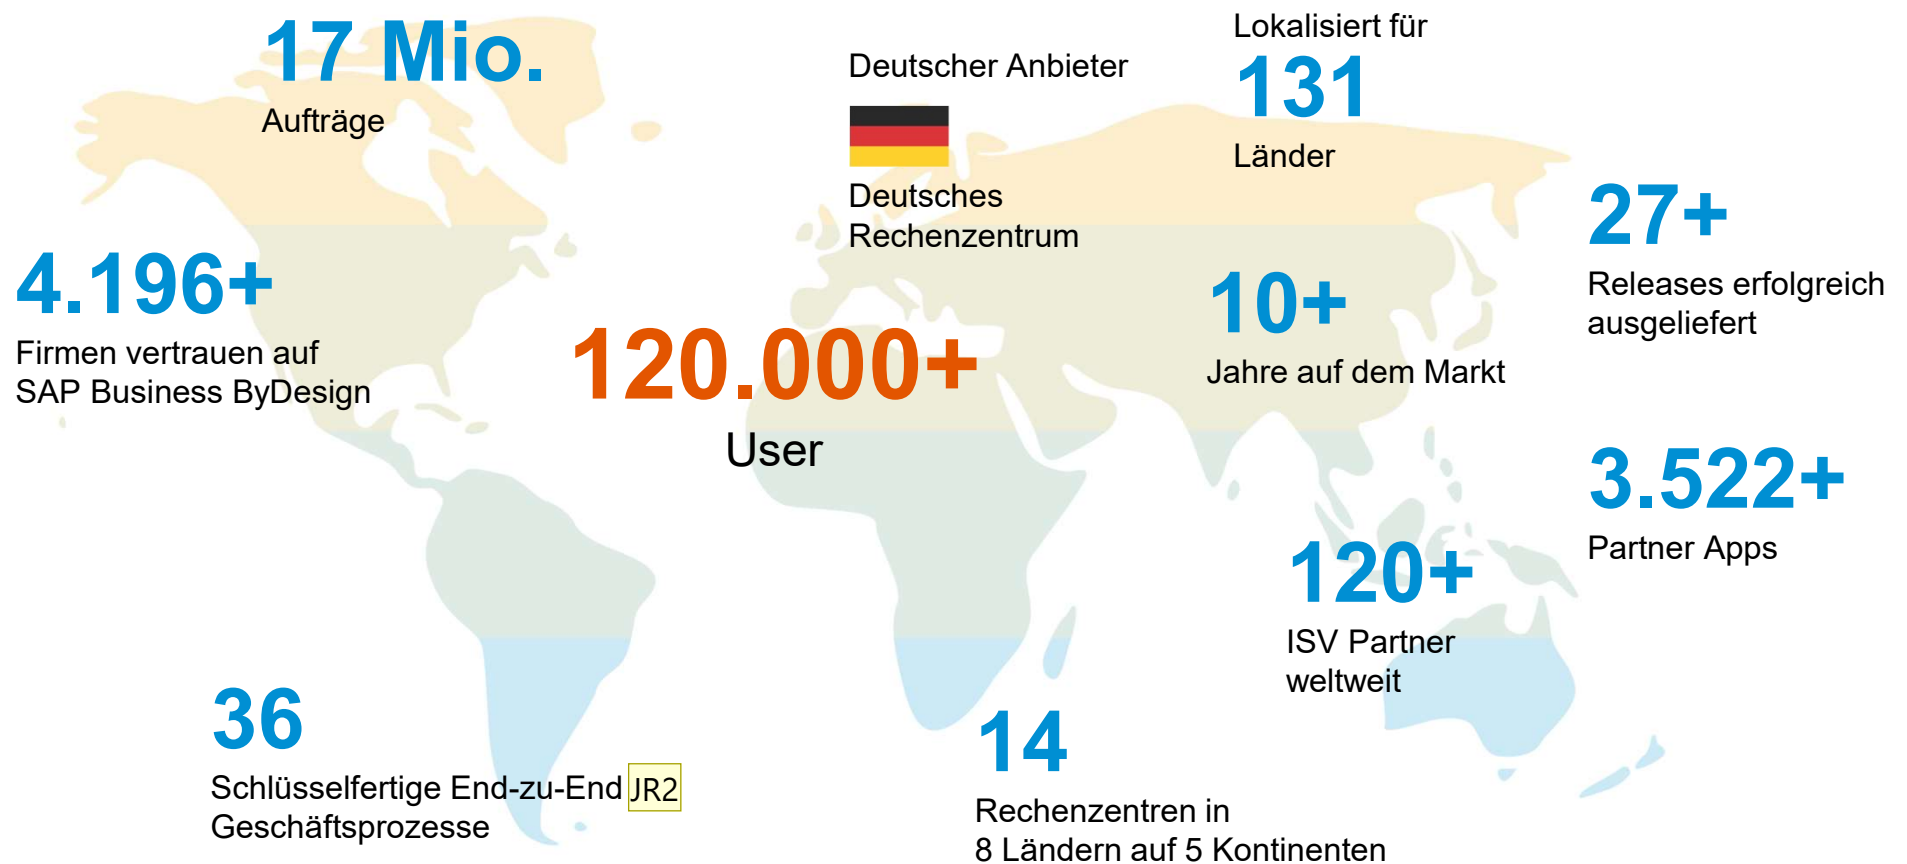 17 Mio.
Aufträge
Deutscher Anbieter
Deutsches
Rechenzentrum
Lokalisiert für
131
Länder
27+
Releases erfolgreich
ausgeliefert
4.196+
Firmen vertrauen auf
SAP Business ByDesign
120.000+
User
10+
Jahre auf dem Markt
3.522+
Partner Apps
120+
ISV Partner
weltweit
36
Schlüsselfertige End-zu-End JR2
Geschäftsprozesse
14
Rechenzentren in
8 Ländern auf 5 Kontinenten